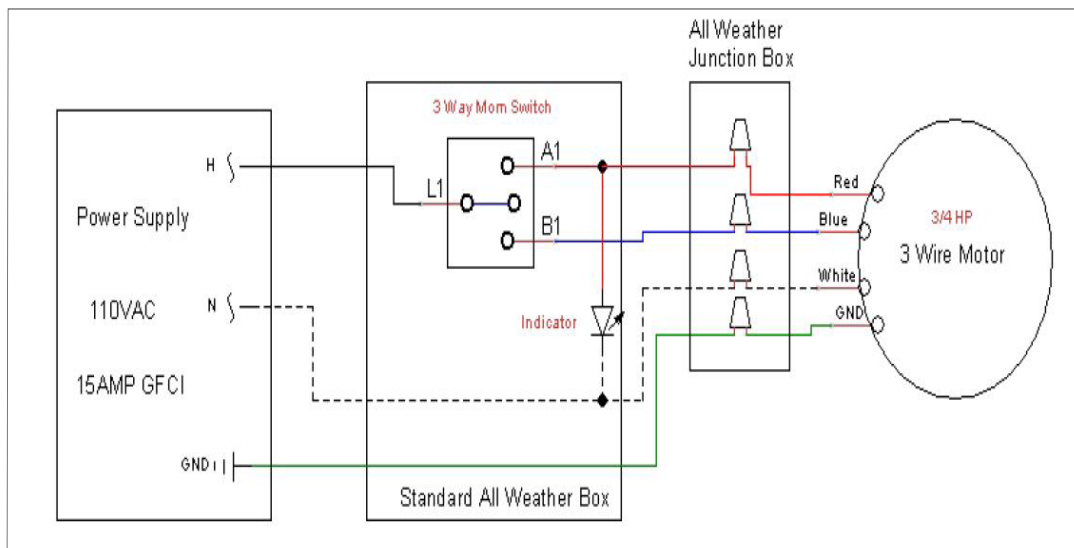 All Weather
Junction Box
3 Way Mom Switch
H
A1
L1
Red
Power Supply
B1
Blue
3/4 HP
3 Wire Motor
White
110VAC
N
Indicator
GND
15AMP GFCI
GND
Standard All Weather Box